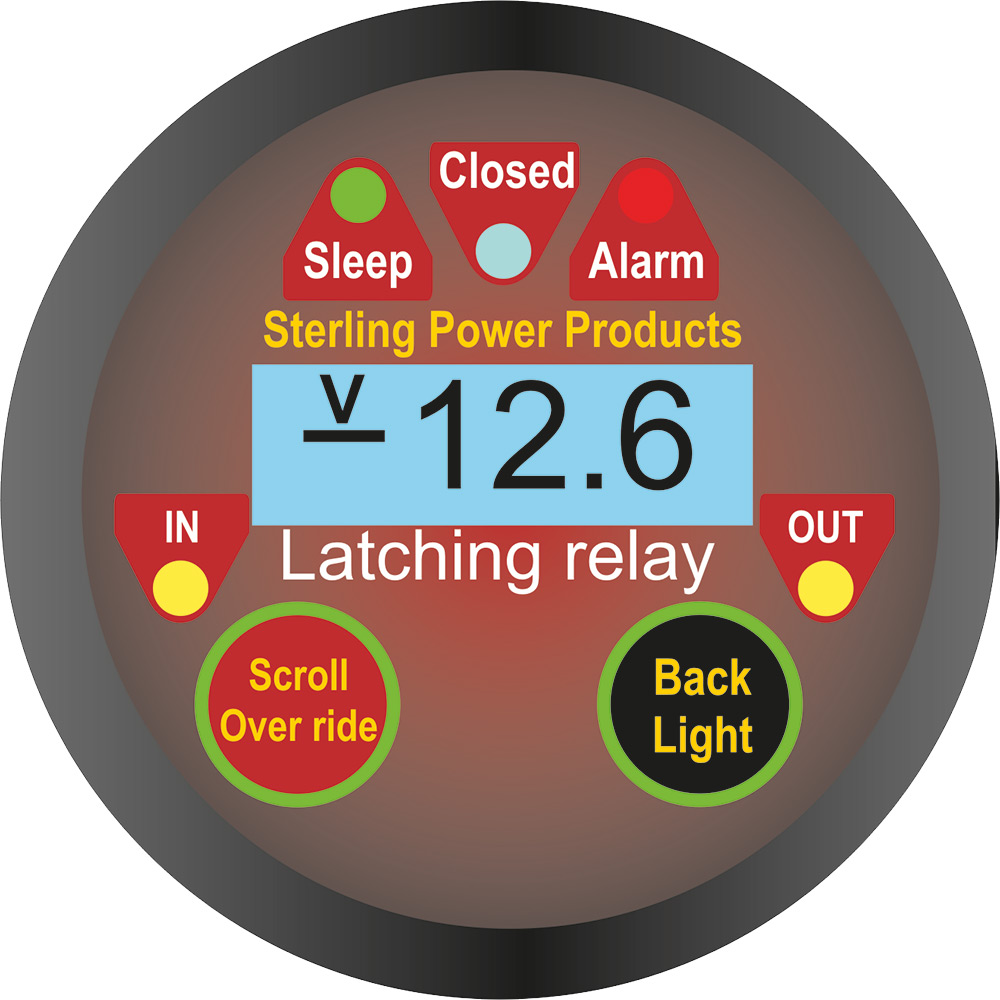 Closed
Sleep
Alarm
Sterling Power Products
V 12.6
IN
OUT
Latching relay
Scroll
Over ride
Back
Light